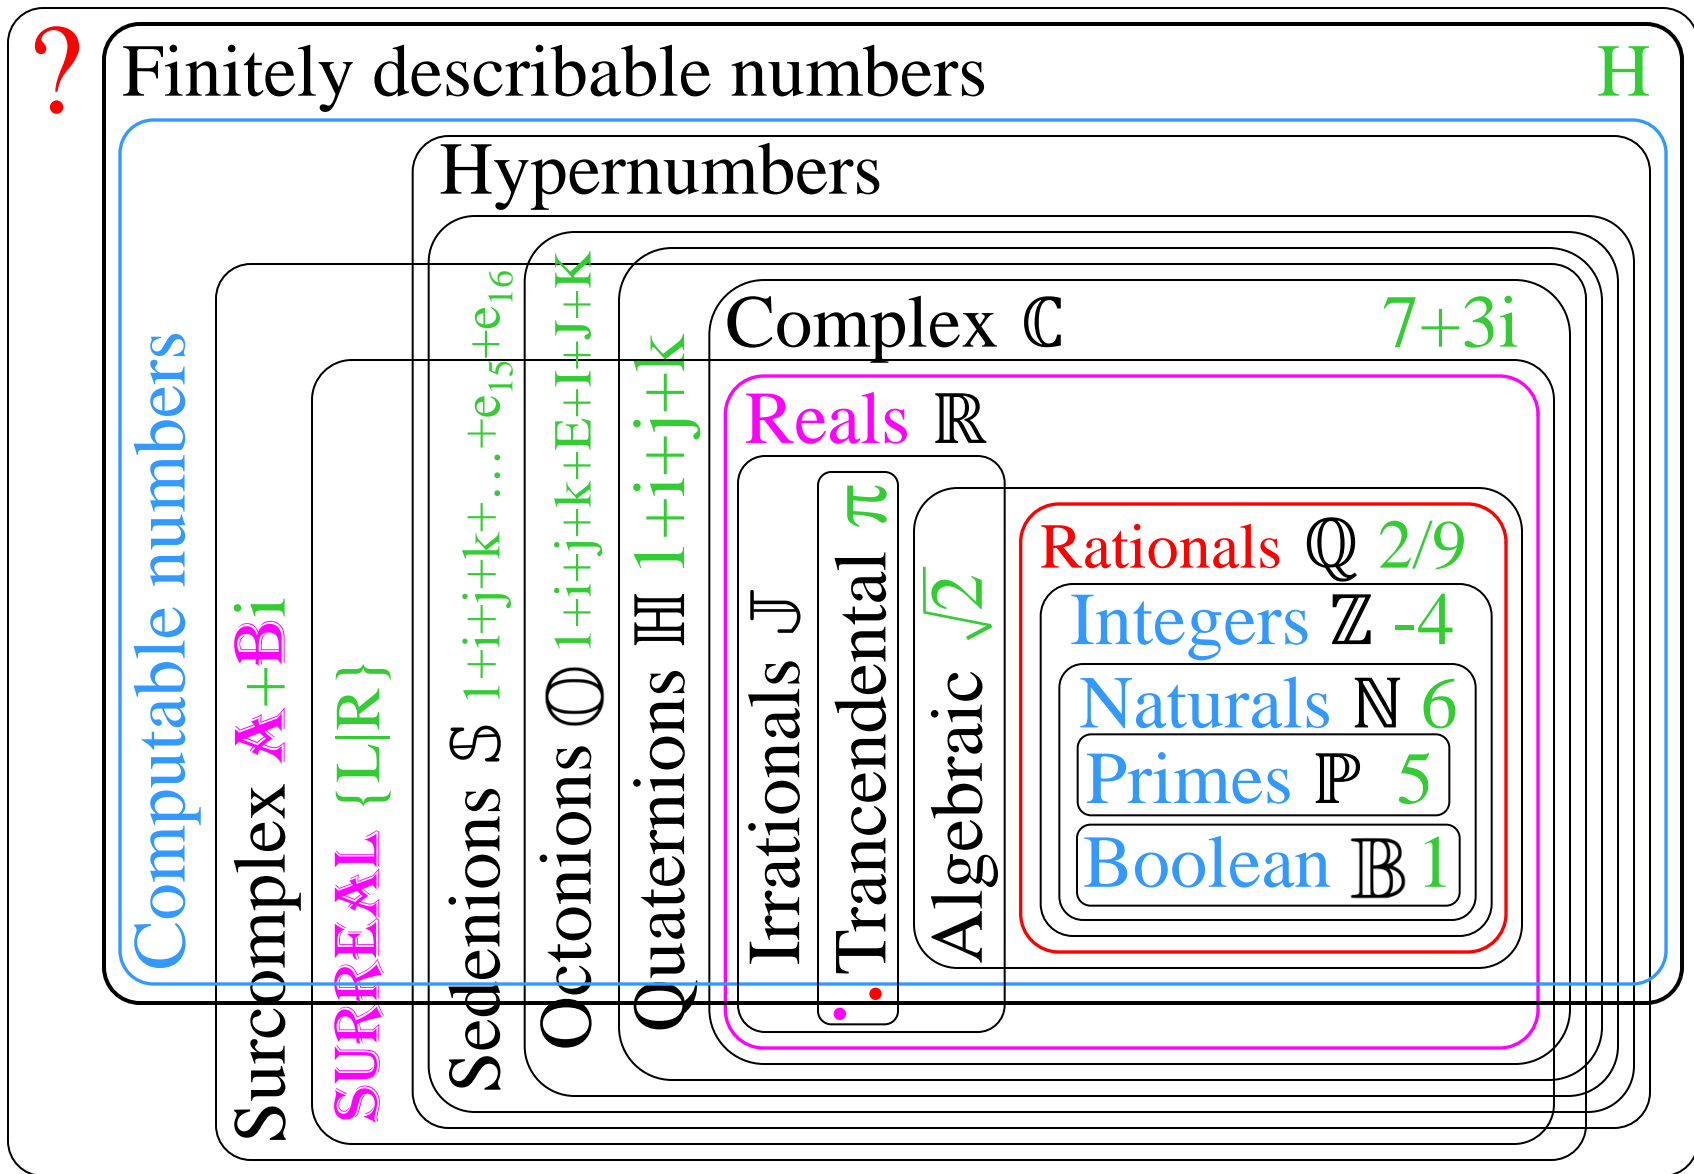 ?
Finitely describable numbers H
Hypernumbers
Computable numbers
Surcomplex A+Bi
SURREAL {L|R}
Sedenions 𝕊 1+i+j+k+...+e₁₅+e₁₆
Octonions 𝕆 1+i+j+k+E+I+J+K
Quaternions ℍ 1+i+j+k
Complex ℂ 7+3i
Reals ℝ
Irrationals 𝕁
Trancendental π
Algebraic √2
Rationals ℚ 2/9
Integers ℤ -4
Naturals ℕ 6
Primes ℙ 5
Boolean 𝔹 1